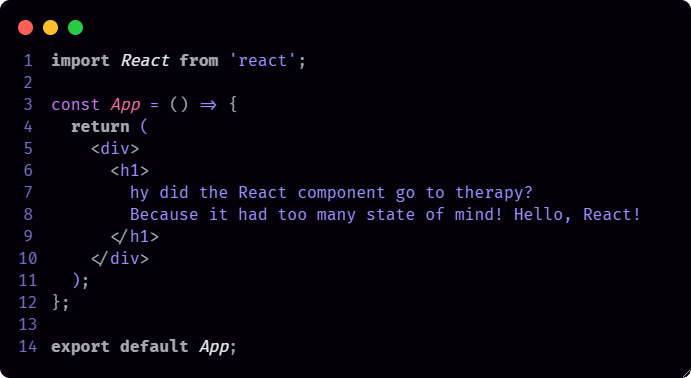 1 import React from 'react';
2
3 const App = () => {
4   return (
5     <div>
6       <h1>
7         hy did the React component go to therapy?
8         Because it had too many state of mind! Hello, React!
9       </h1>
10     </div>
11   );
12 };
13
14 export default App;